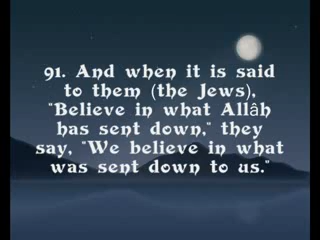 91. And when it is said
to them (the Jews),
"Believe in what Allâh
has sent down," they
say, "We believe in what
was sent down to us."